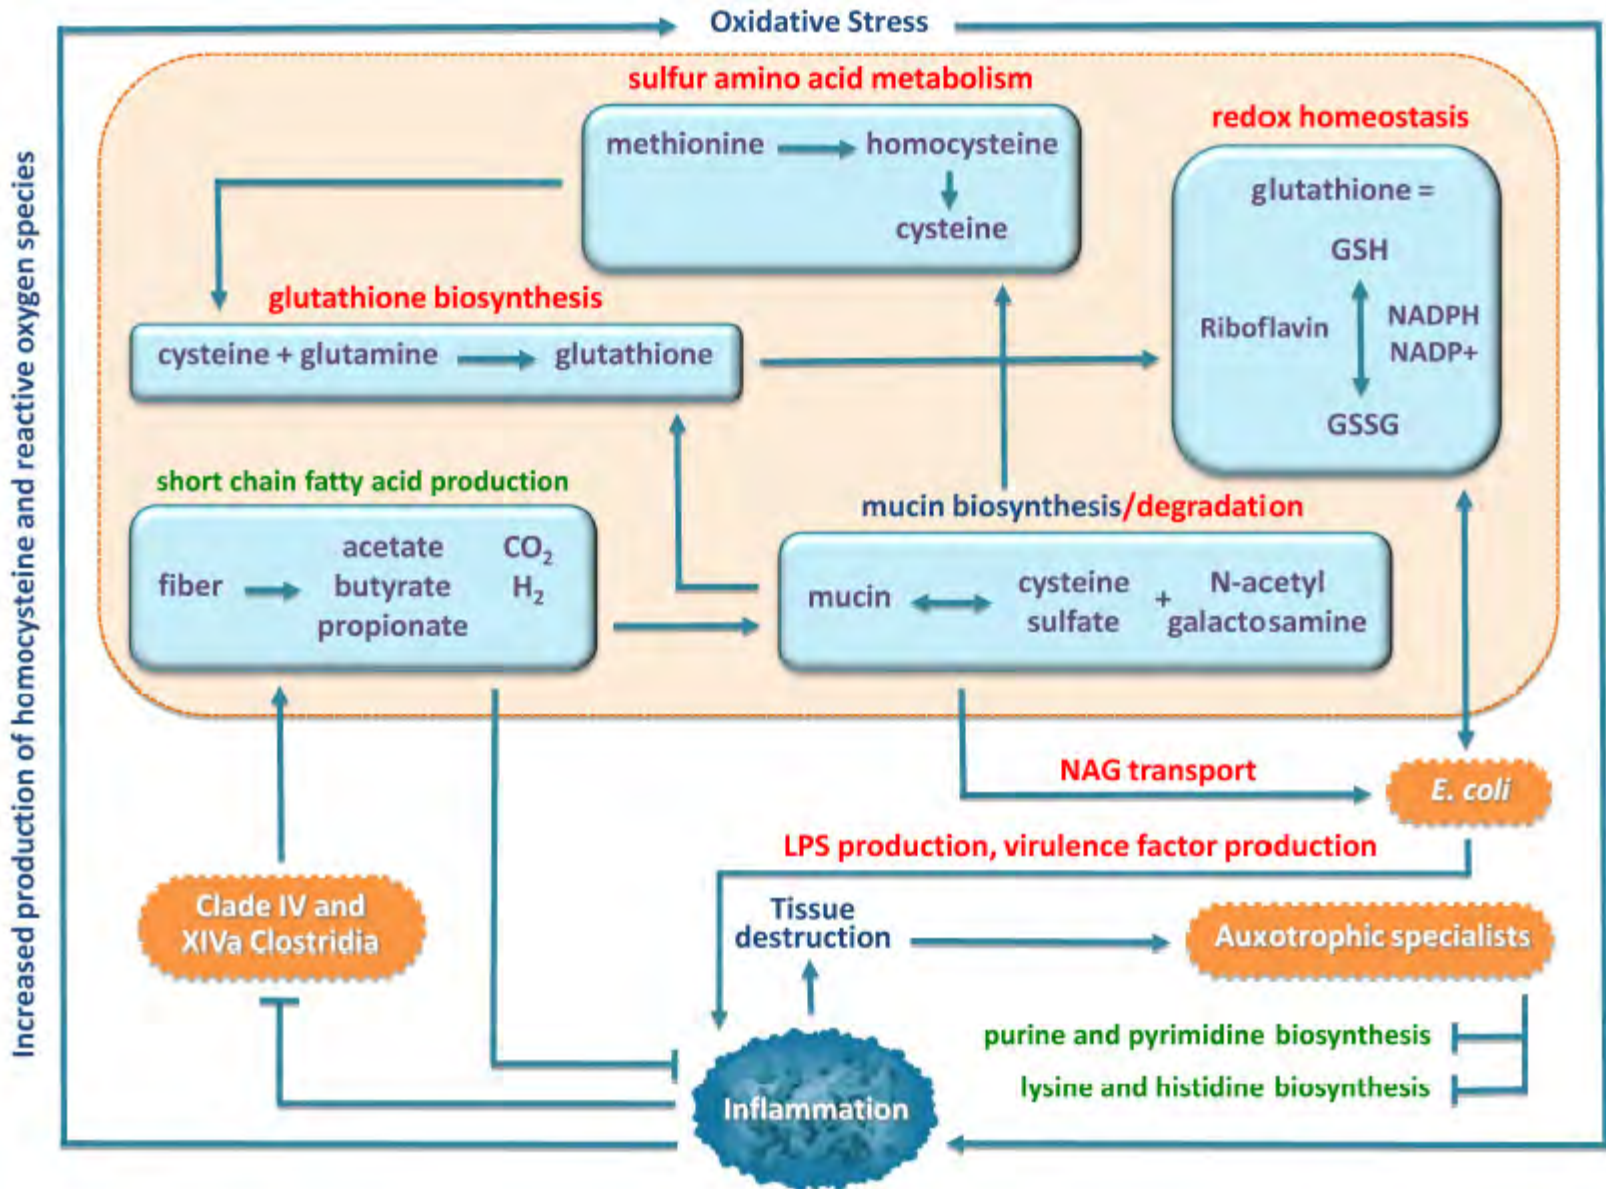 Oxidative Stress
Increased production of homocysteine and reactive oxygen species
sulfur amino acid metabolism
methionine
homocysteine
cysteine
redox homeostasis
glutathione =
GSH
Riboflavin
NADPH
NADP+
GSSG
glutathione biosynthesis
cysteine + glutamine
glutathione
short chain fatty acid production
fiber
acetate
butyrate
propionate
CO2
H2
mucin biosynthesis/degradation
mucin
cysteine
sulfate
+
N-acetyl
galactosamine
NAG transport
E. coli
LPS production, virulence factor production
Clade IV and
XIVa Clostridia
Tissue
destruction
Auxotrophic specialists
purine and pyrimidine biosynthesis
lysine and histidine biosynthesis
Inflammation